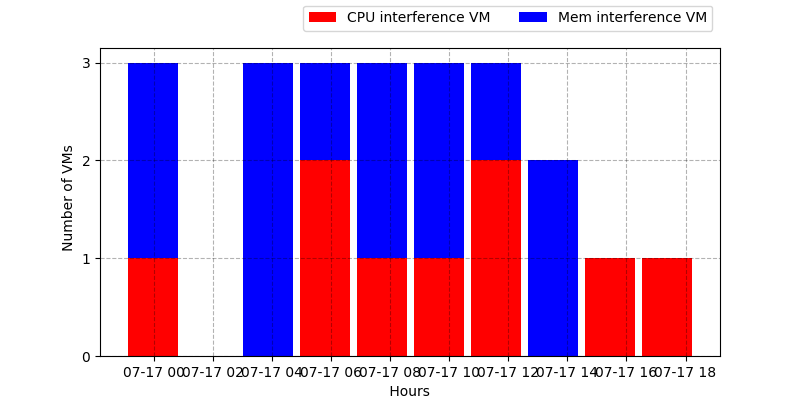 CPU interference VM Mem interference VM
3
2
1
0
Number of VMs
07-17 00 07-17 02 07-17 04 07-17 06 07-17 08 07-17 10 07-17 12 07-17 14 07-17 16 07-17 18
Hours